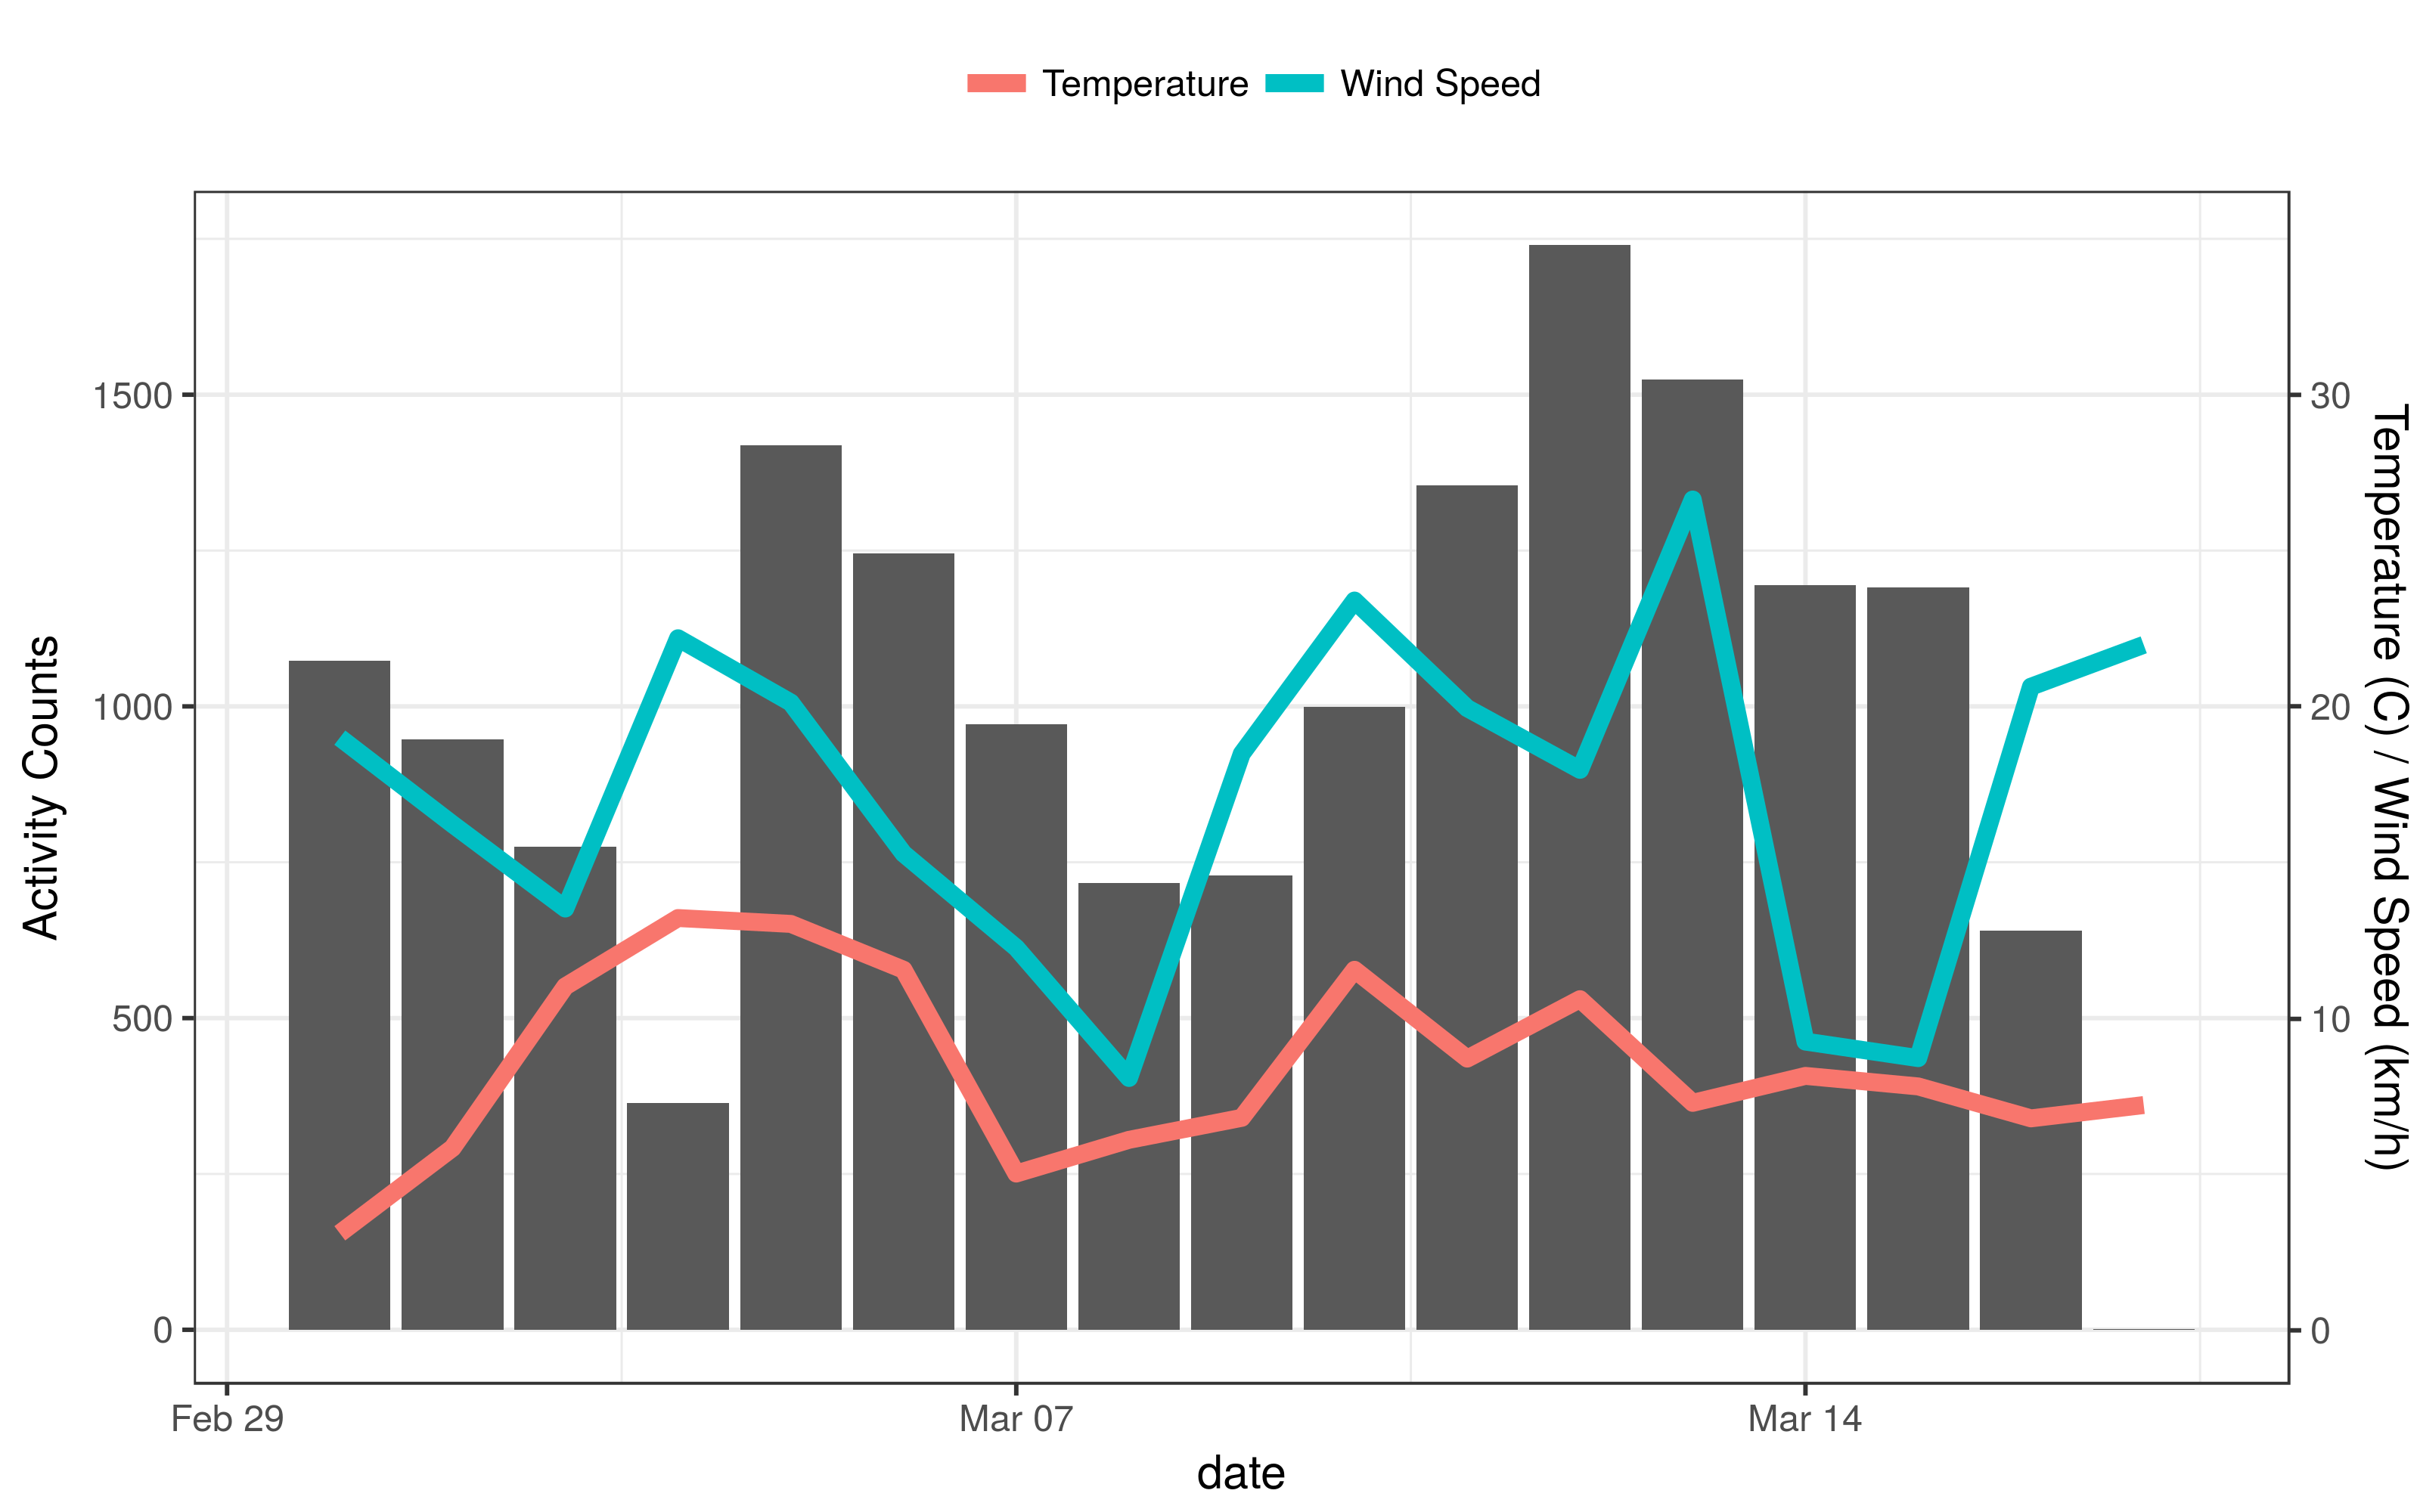 Temperature Wind Speed
Activity Counts
1500
1000
500
0
30
20
10
0
Temperature (C) / Wind Speed (km/h)
Feb 29 Mar 07 Mar 14
date